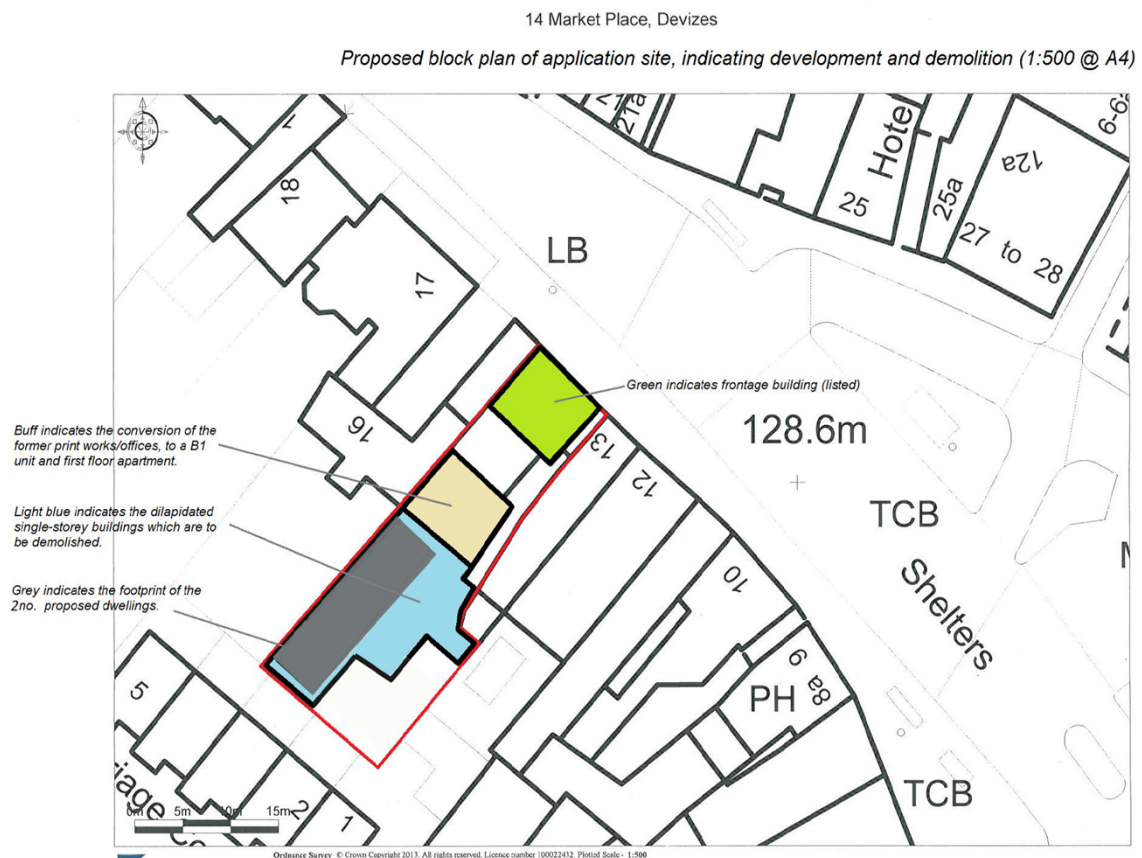 14 Market Place, Devizes
Proposed block plan of application site, indicating development and demolition (1:500 @ A4)
21a
6-6a
12a
Hotel
25
25a
27 to 28
18
LB
17
Green indicates frontage building (listed)
128.6m
13
12
16
Buff indicates the conversion of the
former print works/offices, to a B1
unit and first floor apartment.
Light blue indicates the dilapidated
single-storey buildings which are to
be demolished.
Grey indicates the footprint of the
2no. proposed dwellings.
TCB
Shelters
10
9
8a
PH
TCB
5
2
1
0m 5m 10m 15m
Ordnance Survey © Crown Copyright 2013. All rights reserved. Licence number 100022432. Plotted Scale - 1:500